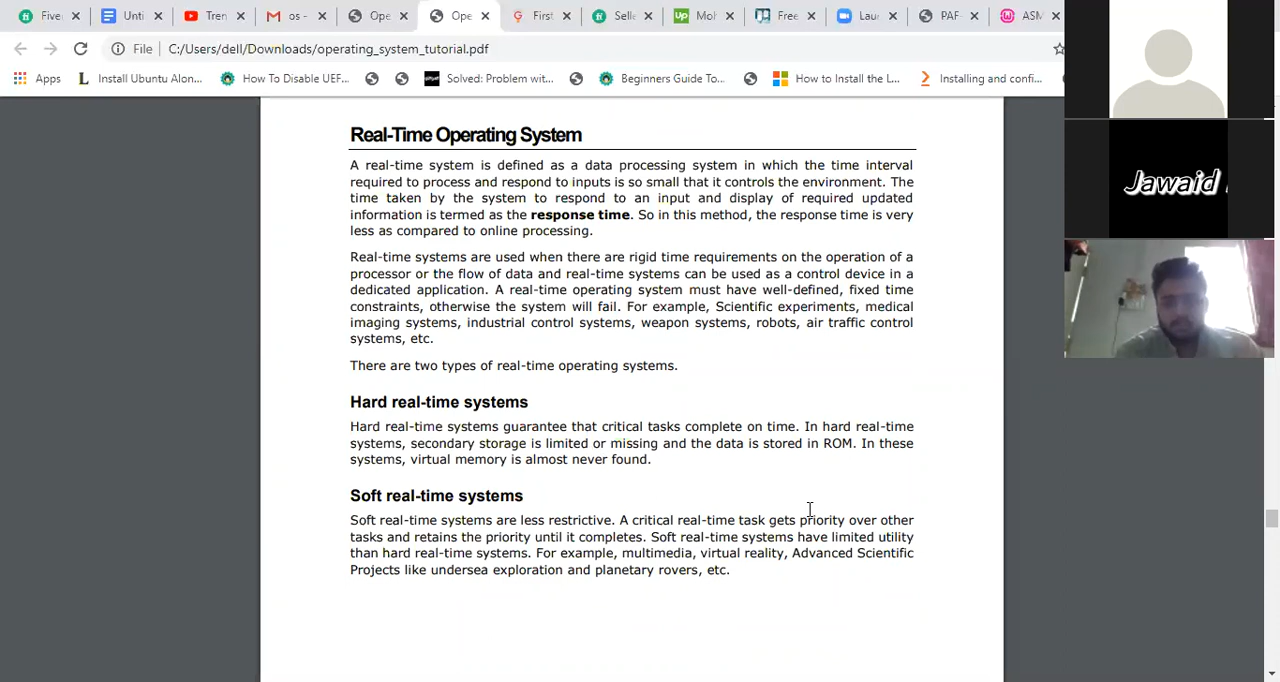 Five
Unti
Tren
os -
Ope
Ope
First
Selle
Mol
Free
Lau
PAF
ASM
File
C:/Users/dell/Downloads/operating_system_tutorial.pdf
Apps
Install Ubuntu Alon...
How To Disable UEF...
Solved: Problem wit...
Beginners Guide To...
How to Install the L...
Installing and confi...
Real-Time Operating System
A real-time system is defined as a data processing system in which the time interval
required to process and respond to inputs is so small that it controls the environment. The
time taken by the system to respond to an input and display of required updated
information is termed as the response time. So in this method, the response time is very
less as compared to online processing.
Real-time systems are used when there are rigid time requirements on the operation of a
processor or the flow of data and real-time systems can be used as a control device in a
dedicated application. A real-time operating system must have well-defined, fixed time
constraints, otherwise the system will fail. For example, Scientific experiments, medical
imaging systems, industrial control systems, weapon systems, robots, air traffic control
systems, etc.
There are two types of real-time operating systems.
Hard real-time systems
Hard real-time systems guarantee that critical tasks complete on time. In hard real-time
systems, secondary storage is limited or missing and the data is stored in ROM. In these
systems, virtual memory is almost never found.
Soft real-time systems
Soft real-time systems are less restrictive. A critical real-time task gets priority over other
tasks and retains the priority until it completes. Soft real-time systems have limited utility
than hard real-time systems. For example, multimedia, virtual reality, Advanced Scientific
Projects like undersea exploration and planetary rovers, etc.
Jawaid